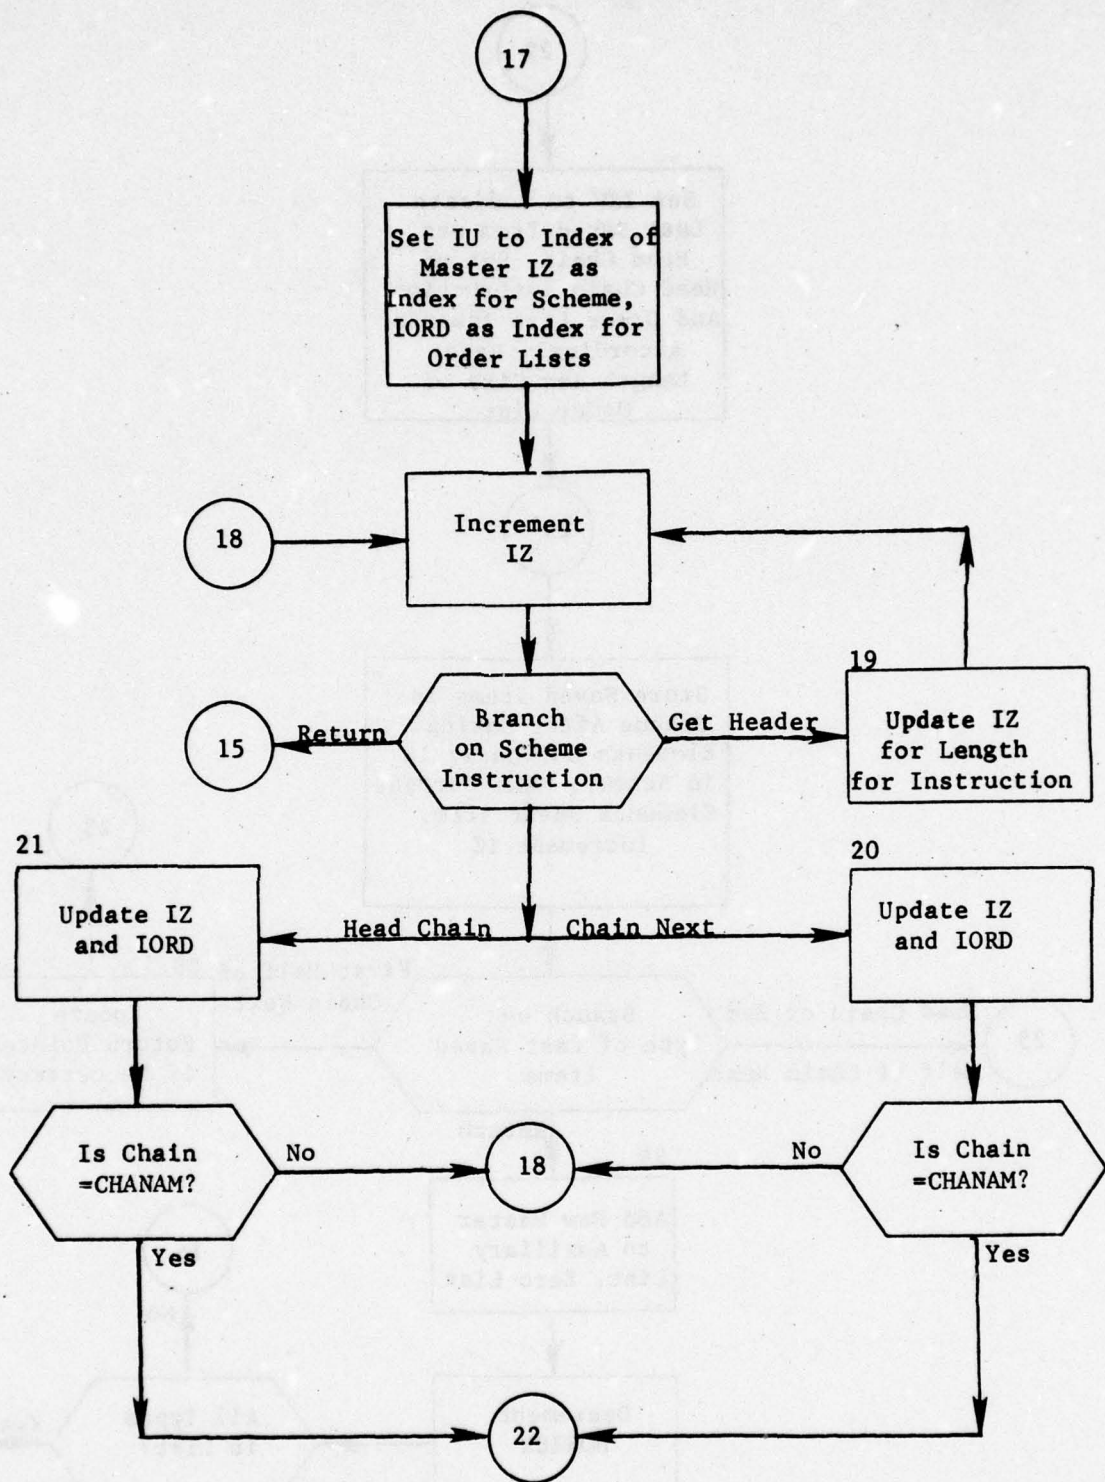 17
Set IU to Index of
Master IZ as
Index for Scheme,
IORD as Index for
Order Lists
18
Increment
IZ
19
15
Return
Branch
on Scheme
Instruction
Get Header
Update IZ
for Length
for Instruction
21
20
Update IZ
and IORD
Head Chain
Chain Next
Update IZ
and IORD
Is Chain
=CHANAM?
No
18
No
Is Chain
=CHANAM?
Yes
Yes
22